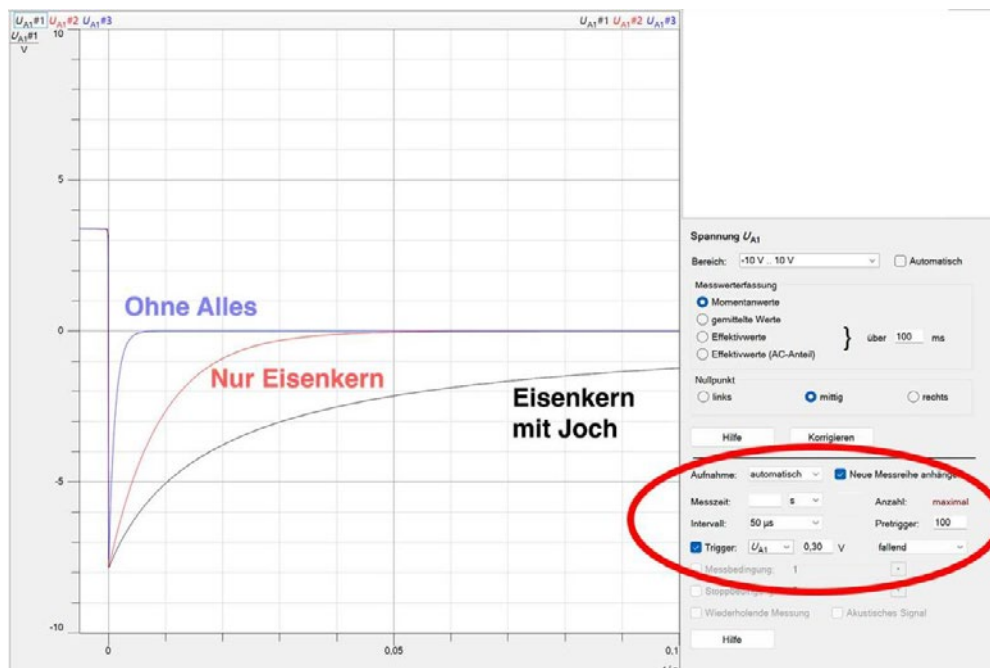 UA1#1 UA1#2 UA1#3
UA1#1 UA1#2 UA1#3
UA1#1
V
10
5
0
-5
-10
0
0,05
0,1
Ohne Alles
Nur Eisenkern
Eisenkern
mit Joch
Spannung UA1
Bereich: -10 V .. 10 V Automatisch
Messwerterfassung
Momentanwerte
gemittelte Werte
Effektivwerte } über 100 ms
Effektivwerte (AC-Anteil)
Nullpunkt
links mittig rechts
Hilfe Korrigieren
Aufnahme: automatisch Neue Messreihe anhäng
Messzeit: s Anzahl: maximal
Intervall: 50 µs Pretrigger: 100
Trigger: UA1 0,30 V fallend
Messbedingung: 1
Wiederholende Messung Akustisches Signal
Hilfe